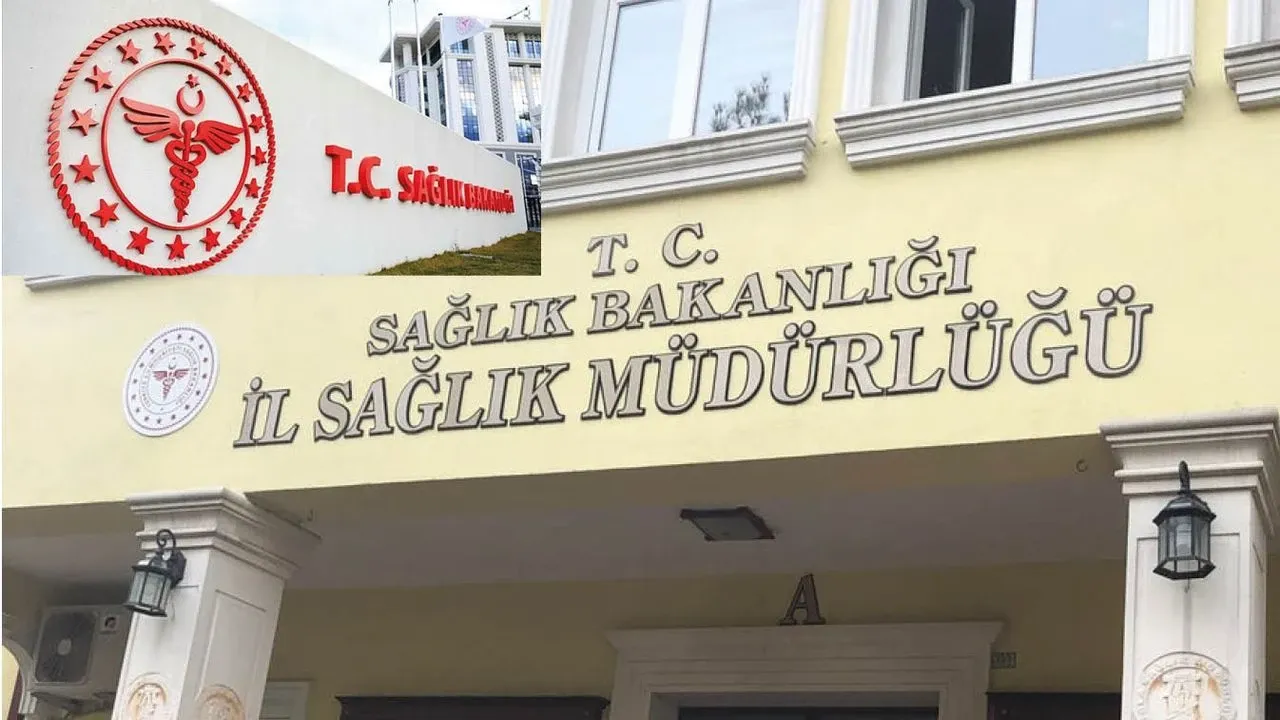 T.C. SAĞLIK BAKANLIĞI
T. C.
SAĞLIK BAKANLIĞI
İL SAĞLIK MÜDÜRLÜĞÜ
A